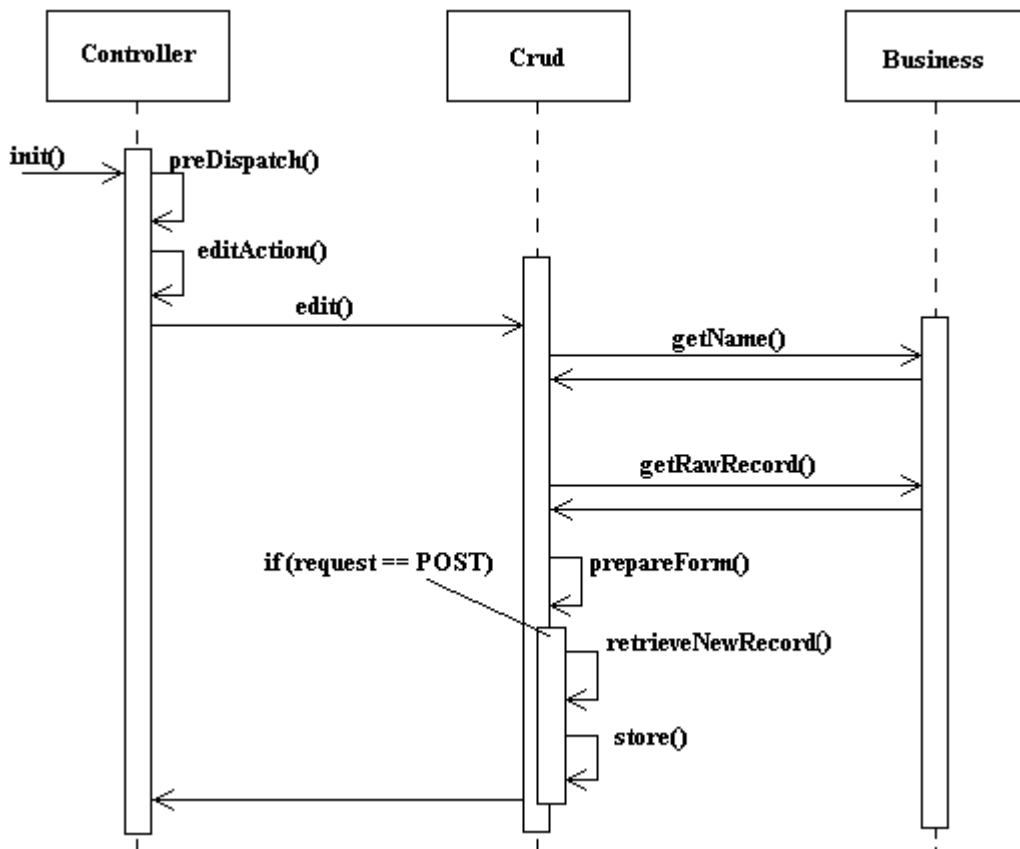 Controller
Crud
Business
init()
preDispatch()
editAction()
edit()
getName()
getRawRecord()
if (request == POST)
prepareForm()
retrieveNewRecord()
store()